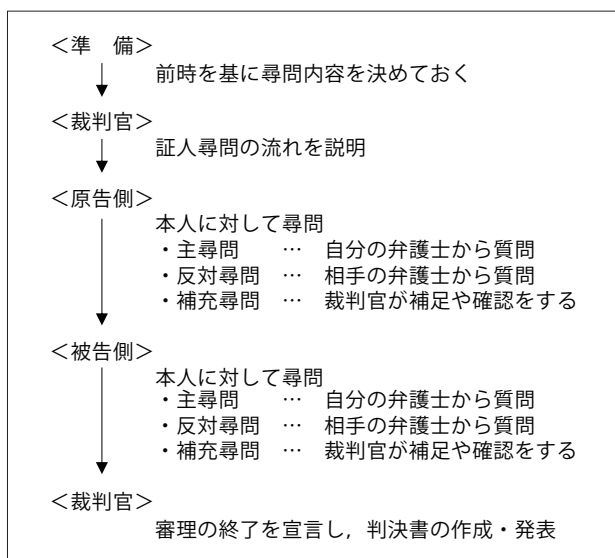 ＜準　備＞
前時を基に尋問内容を決めておく
＜裁判官＞
証人尋問の流れを説明
＜原告側＞
本人に対して尋問
・主尋問　　…　自分の弁護士から質問
・反対尋問　…　相手の弁護士から質問
・補充尋問　…　裁判官が補足や確認をする
＜被告側＞
本人に対して尋問
・主尋問　　…　自分の弁護士から質問
・反対尋問　…　相手の弁護士から質問
・補充尋問　…　裁判官が補足や確認をする
＜裁判官＞
審理の終了を宣言し，判決書の作成・発表